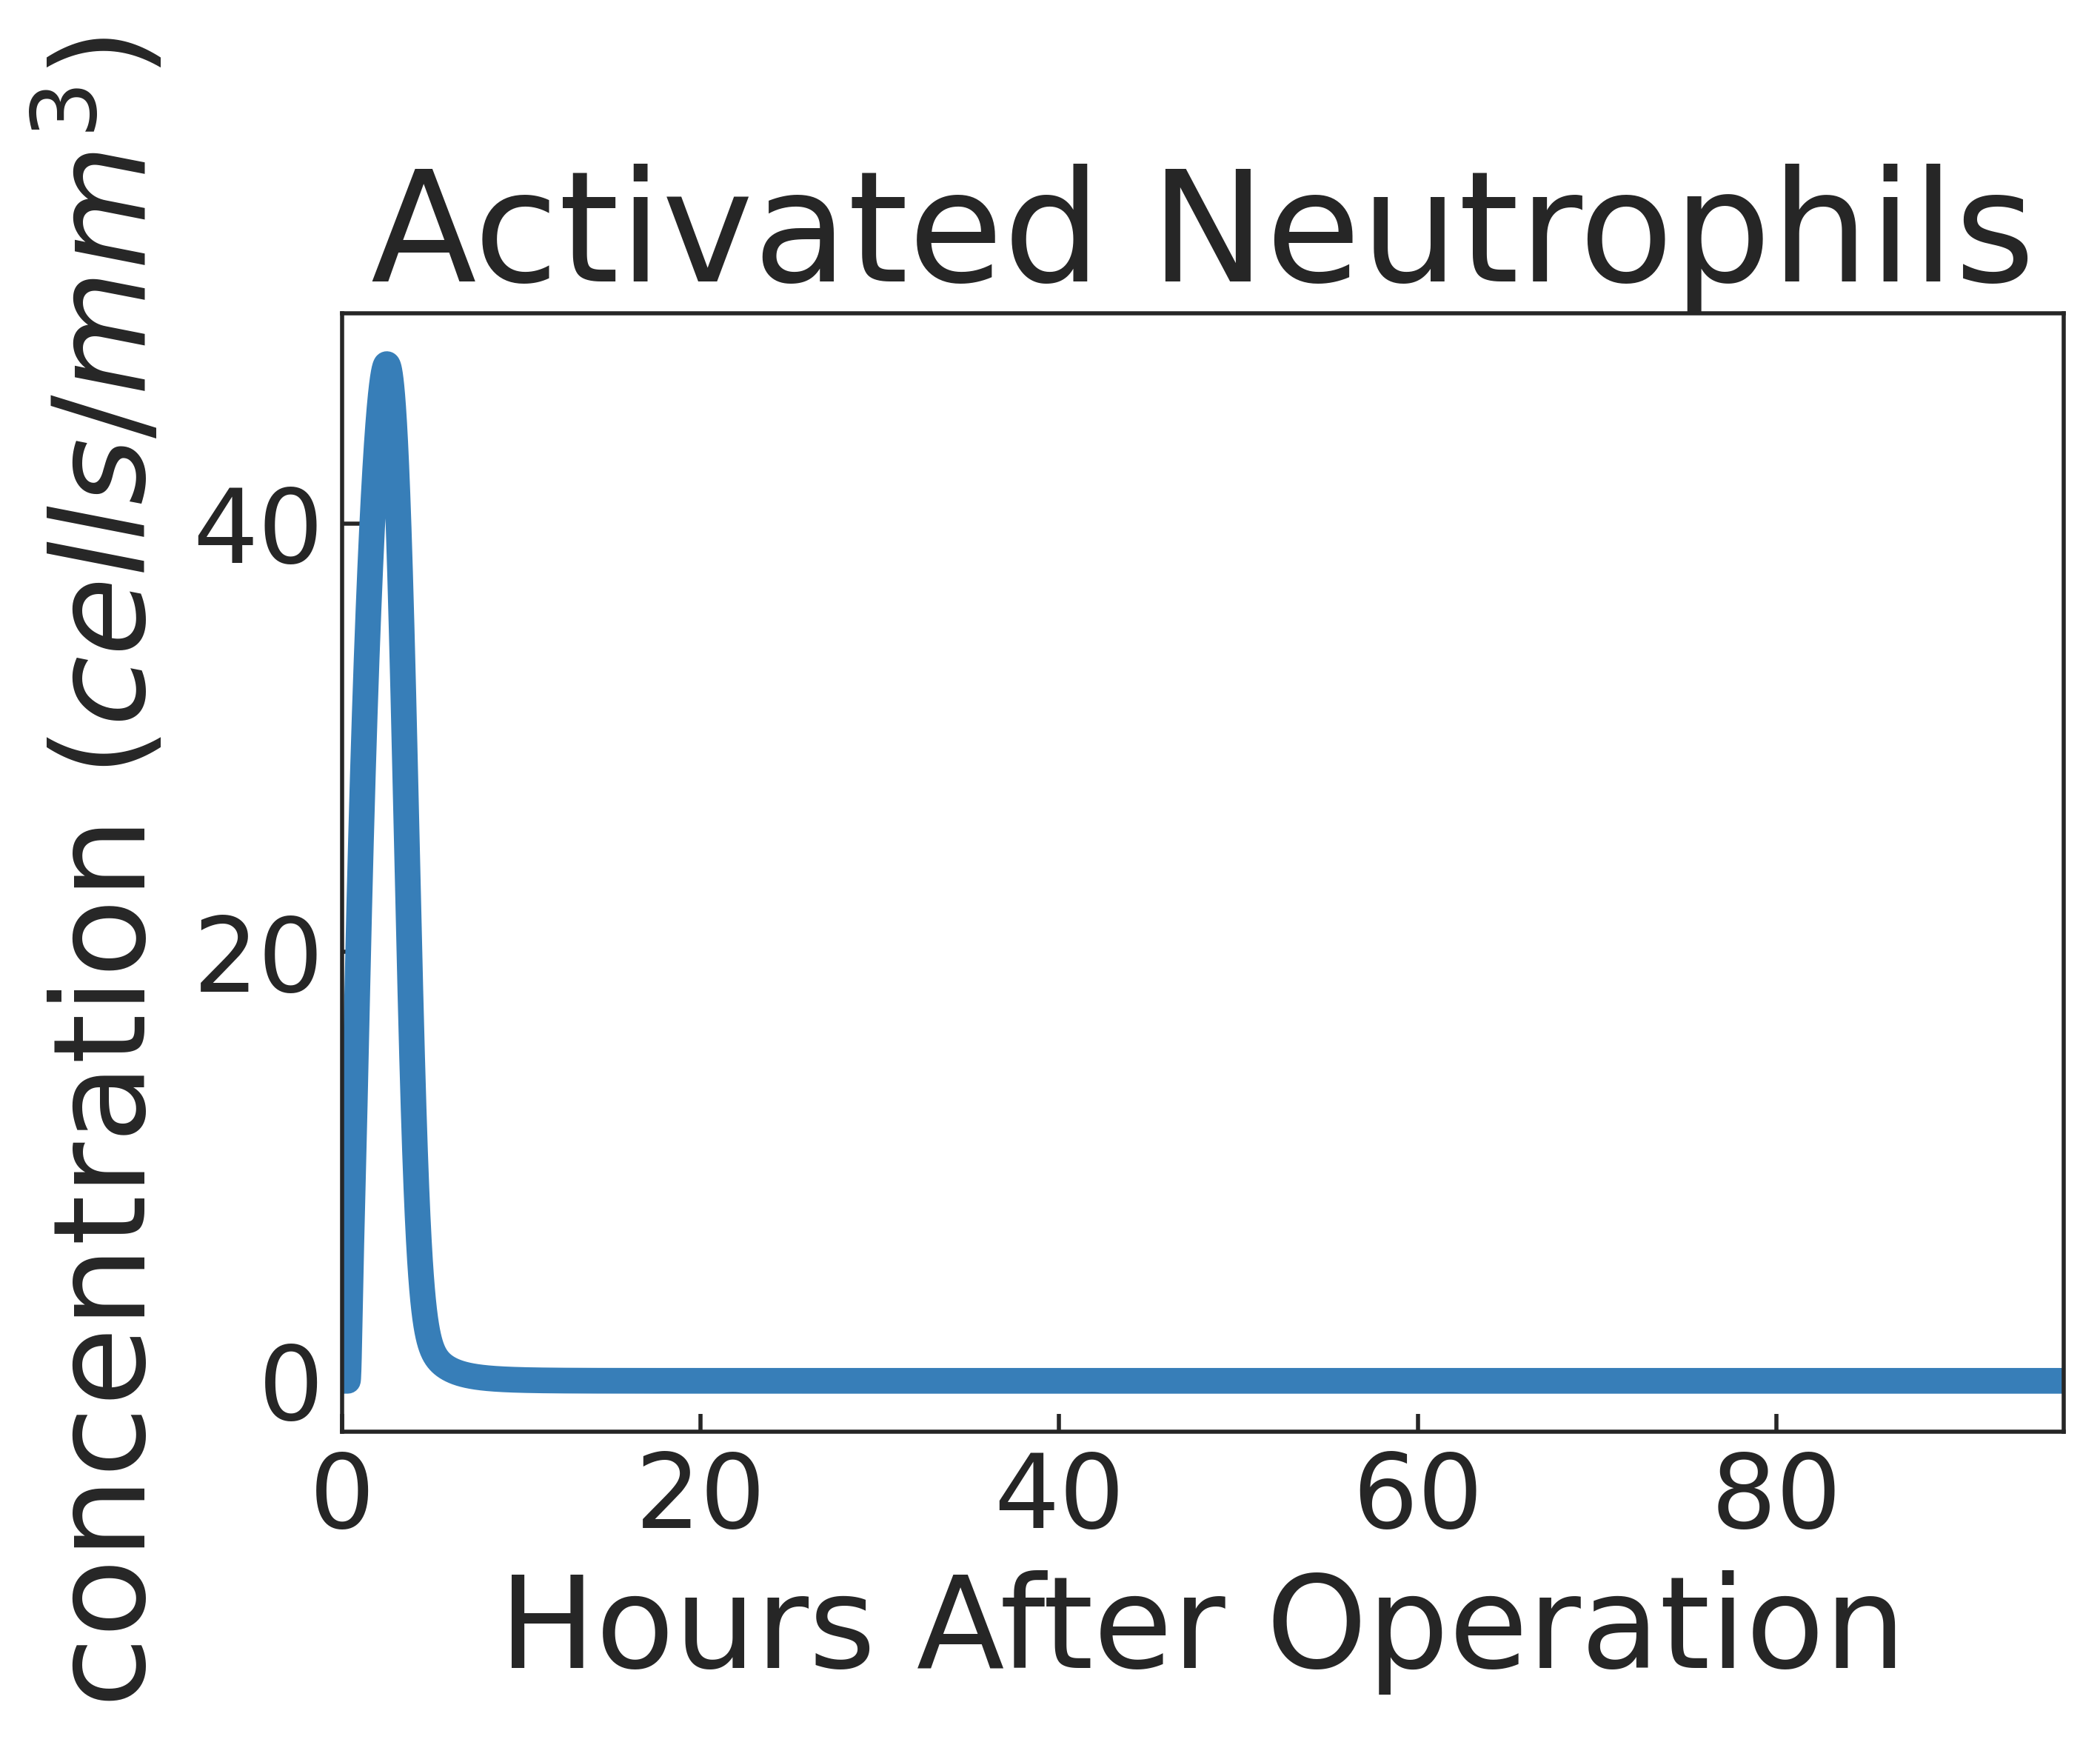 Activated Neutrophils
concentration (cells/mm³)
40
20
0
0 20 40 60 80
Hours After Operation